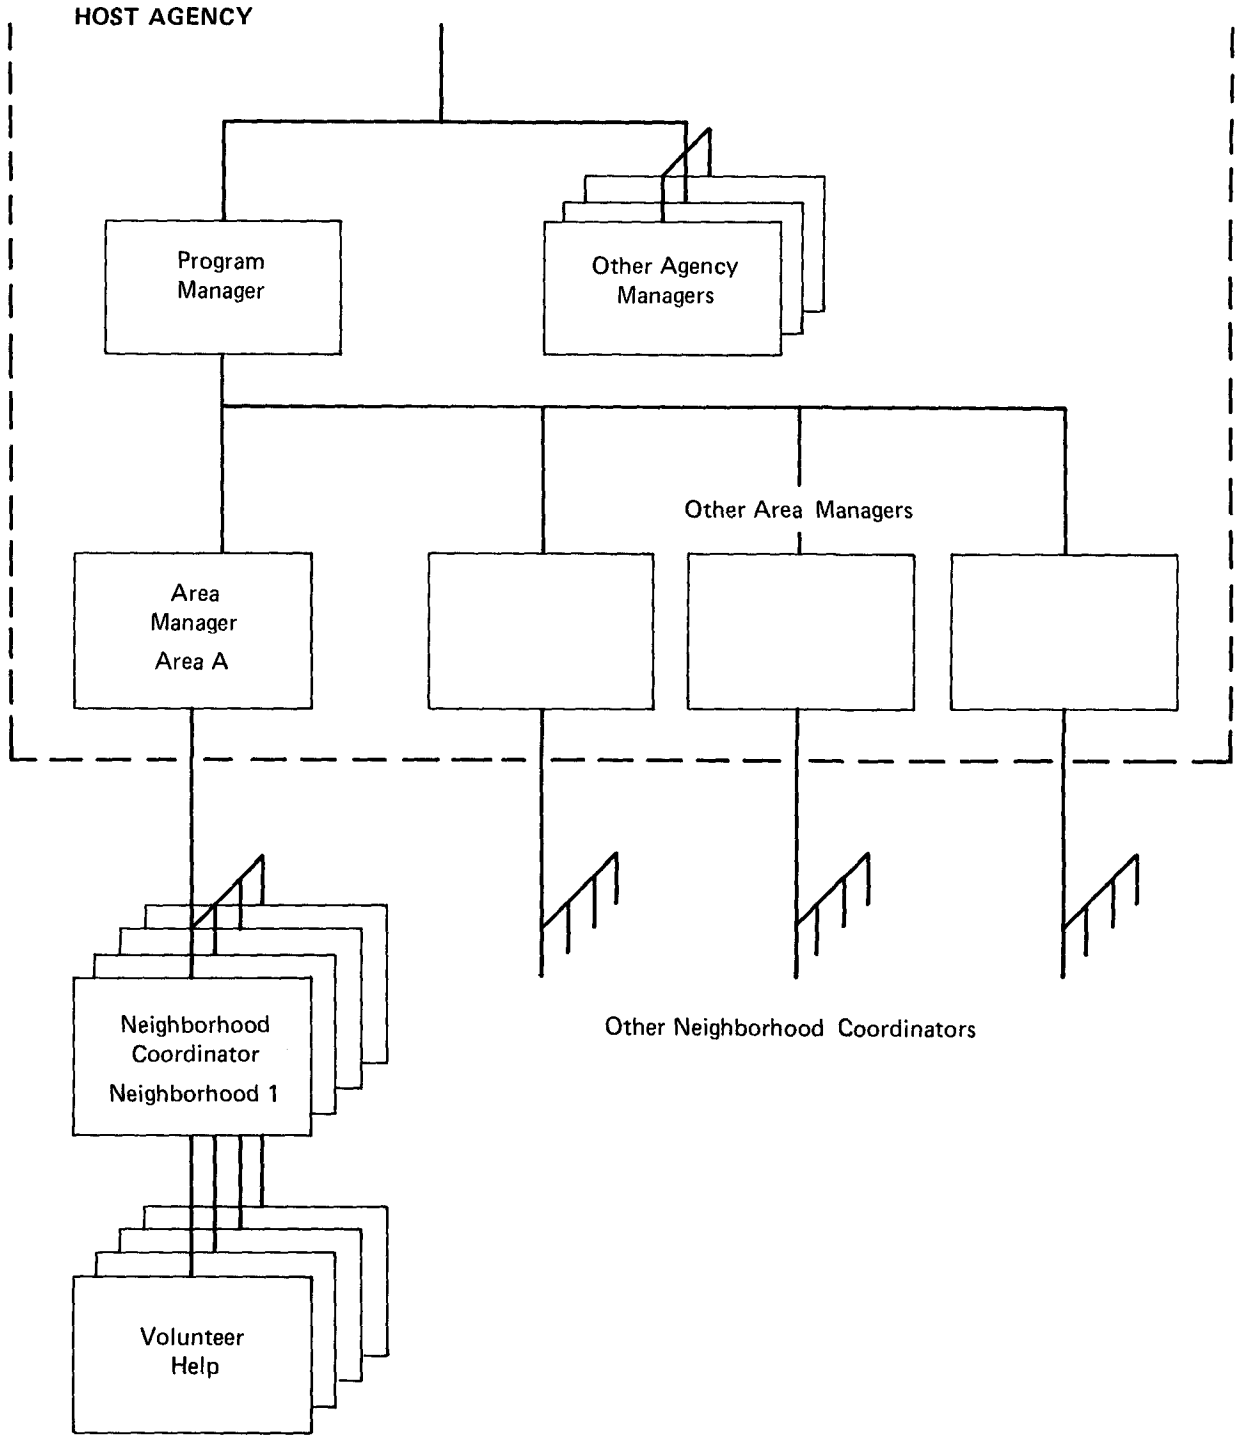 HOST AGENCY
Program
Manager
Other Agency
Managers
Other Area Managers
Area
Manager
Area A
Neighborhood
Coordinator
Neighborhood 1
Other Neighborhood Coordinators
Volunteer
Help